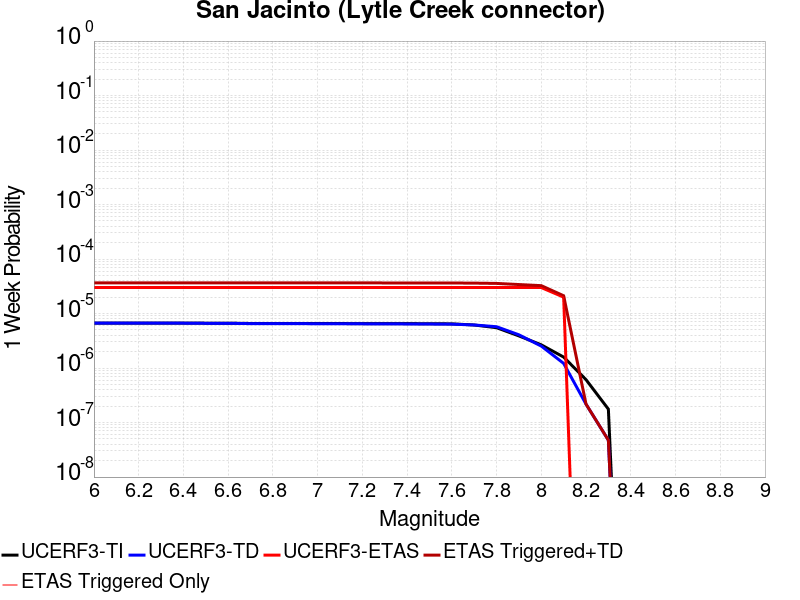 San Jacinto (Lytle Creek connector)
10^0
10^-1
10^-2
10^-3
10^-4
10^-5
10^-6
10^-7
10^-8
1 Week Probability
6 6.2 6.4 6.6 6.8 7 7.2 7.4 7.6 7.8 8 8.2 8.4 8.6 8.8 9
Magnitude
UCERF3-TI UCERF3-TD UCERF3-ETAS ETAS Triggered+TD
ETAS Triggered Only